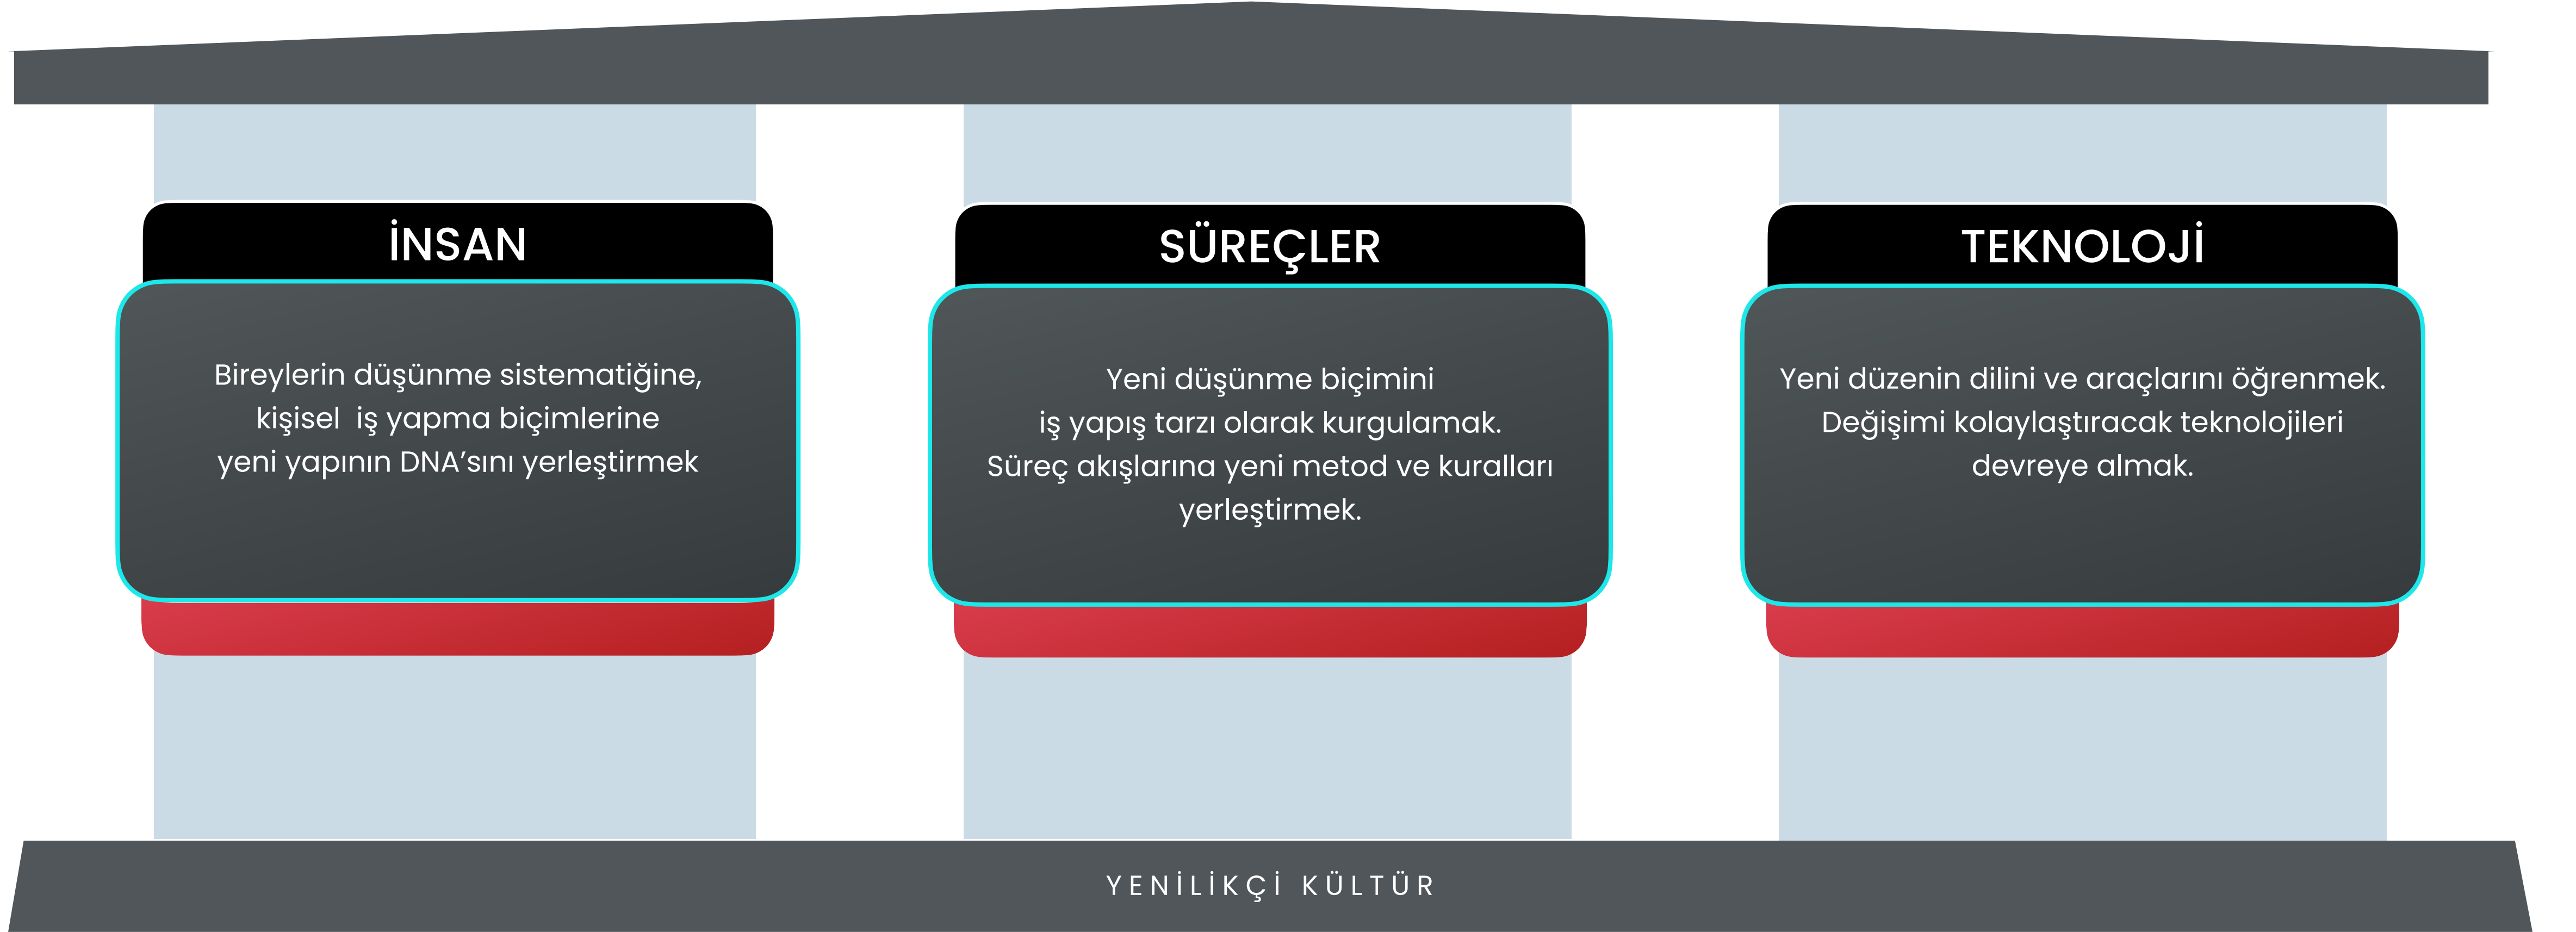 İNSAN
Bireylerin düşünme sistematiğine,
kişisel  iş yapma biçimlerine
yeni yapının DNA’sını yerleştirmek
SÜREÇLER
Yeni düşünme biçimini
iş yapış tarzı olarak kurgulamak.
Süreç akışlarına yeni metod ve kuralları
yerleştirmek.
TEKNOLOJİ
Yeni düzenin dilini ve araçlarını öğrenmek.
Değişimi kolaylaştıracak teknolojileri
devreye almak.
YENİLİKÇİ KÜLTÜR